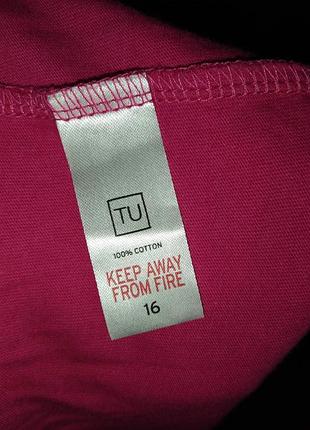 TU
100% COTTON
KEEP AWAY
FROM FIRE
16